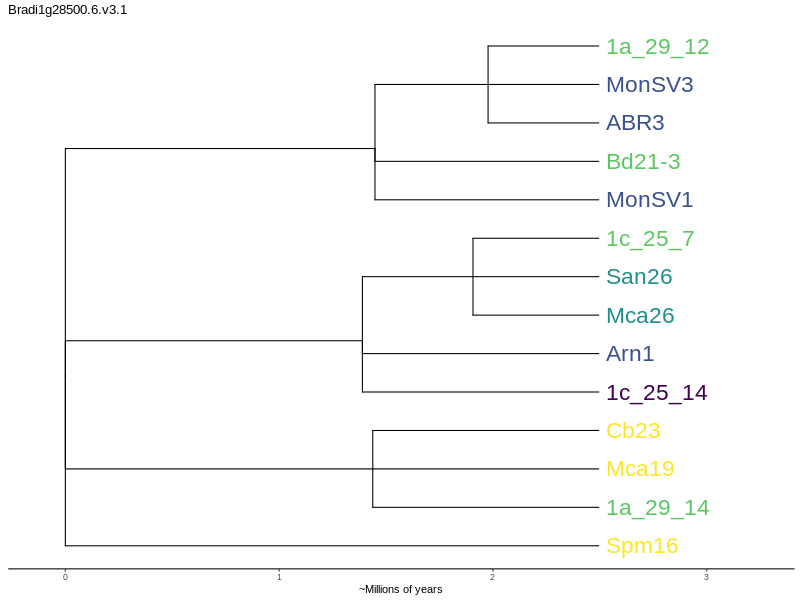 Bradi1g28500.6.v3.1
1a_29_12
MonSV3
ABR3
Bd21-3
MonSV1
1c_25_7
San26
Mca26
Arn1
1c_25_14
Cb23
Mca19
1a_29_14
Spm16
0 1 2 3
~Millions of years